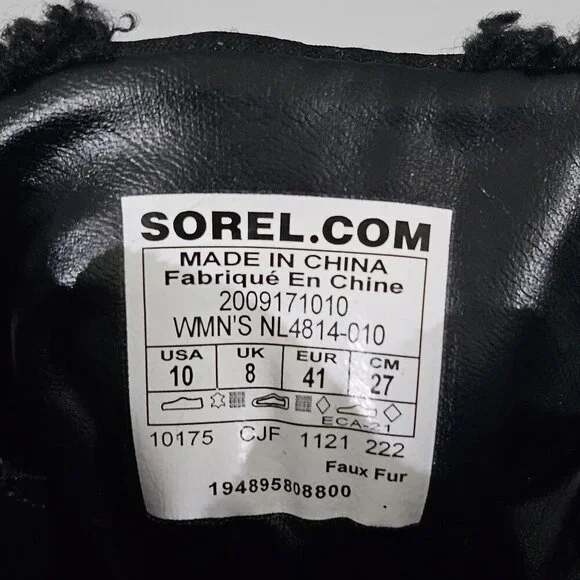 SOREL.COM
MADE IN CHINA
Fabriqué En Chine
2009171010
WMN'S NL4814-010
USA UK EUR CM
10 8 41 27
ECA-21
10175 CJF 1121 222
Faux Fur
194895808800